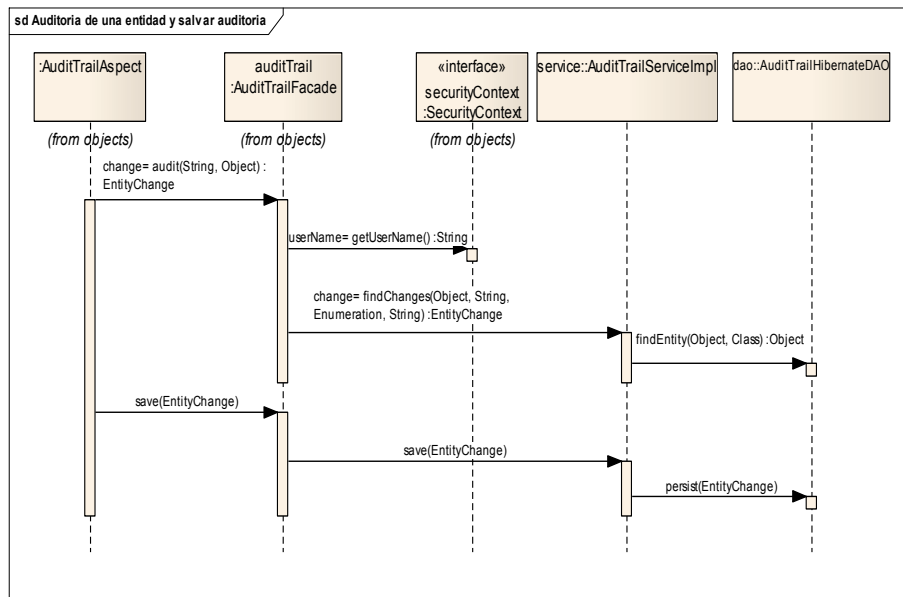 sd Auditoria de una entidad y salvar auditoria
:AuditTrailAspect
auditTrail
:AuditTrailFacade
«interface»
securityContext
:SecurityContext
service::AuditTrailServiceImpl
dao::AuditTrailHibernateDAO
(from objects)
(from objects)
(from objects)
change= audit(String, Object) :
EntityChange
userName= getUserName() :String
change= findChanges(Object, String,
Enumeration, String) :EntityChange
findEntity(Object, Class) :Object
save(EntityChange)
save(EntityChange)
persist(EntityChange)